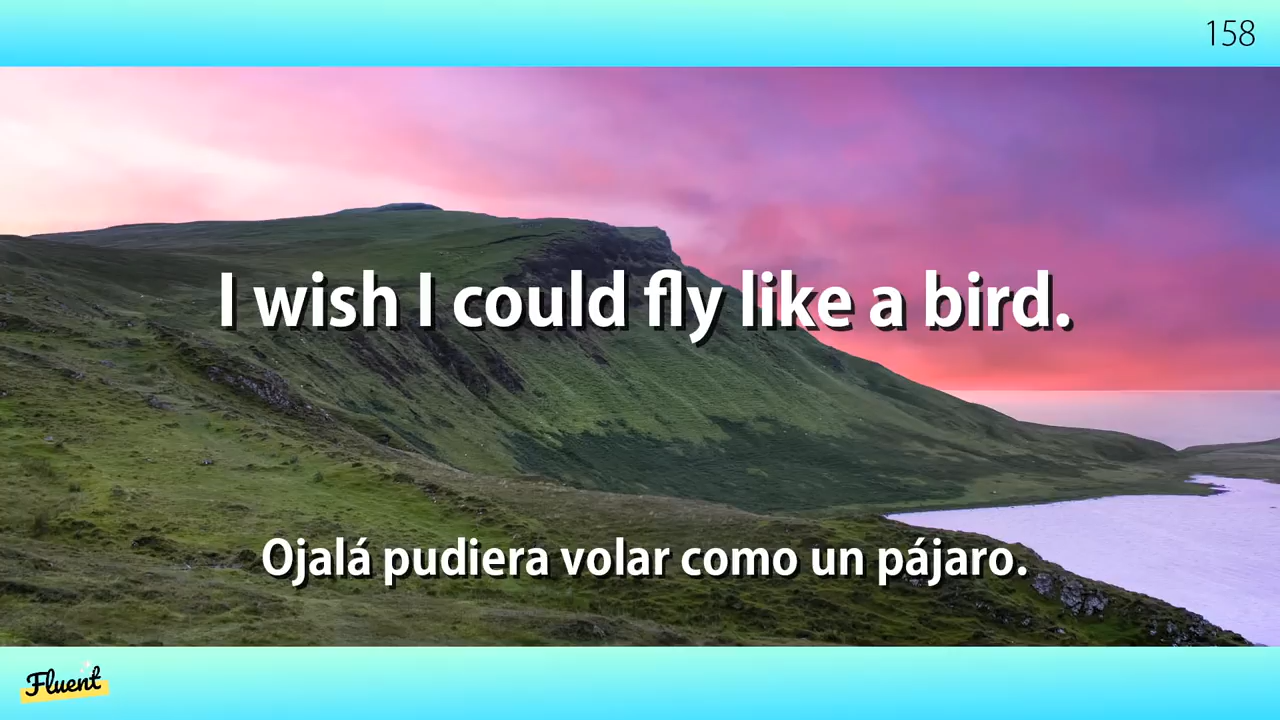 158
I wish I could fly like a bird.
Ojalá pudiera volar como un pájaro.
Fluent